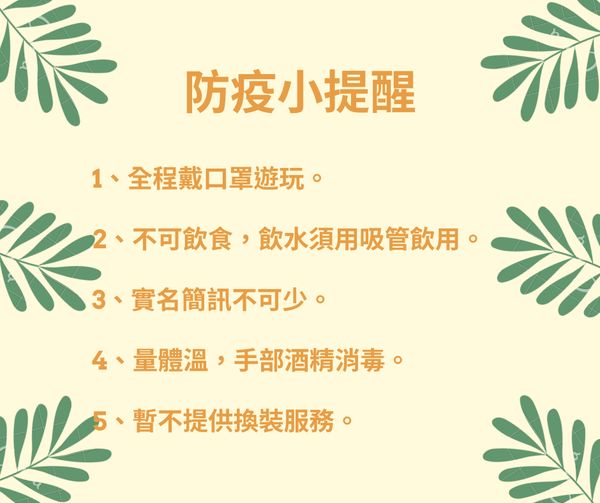 防疫小提醒
1、全程戴口罩遊玩。
2、不可飲食，飲水須用吸管飲用。
3、實名簡訊不可少。
4、量體溫，手部酒精消毒。
5、暫不提供換裝服務。